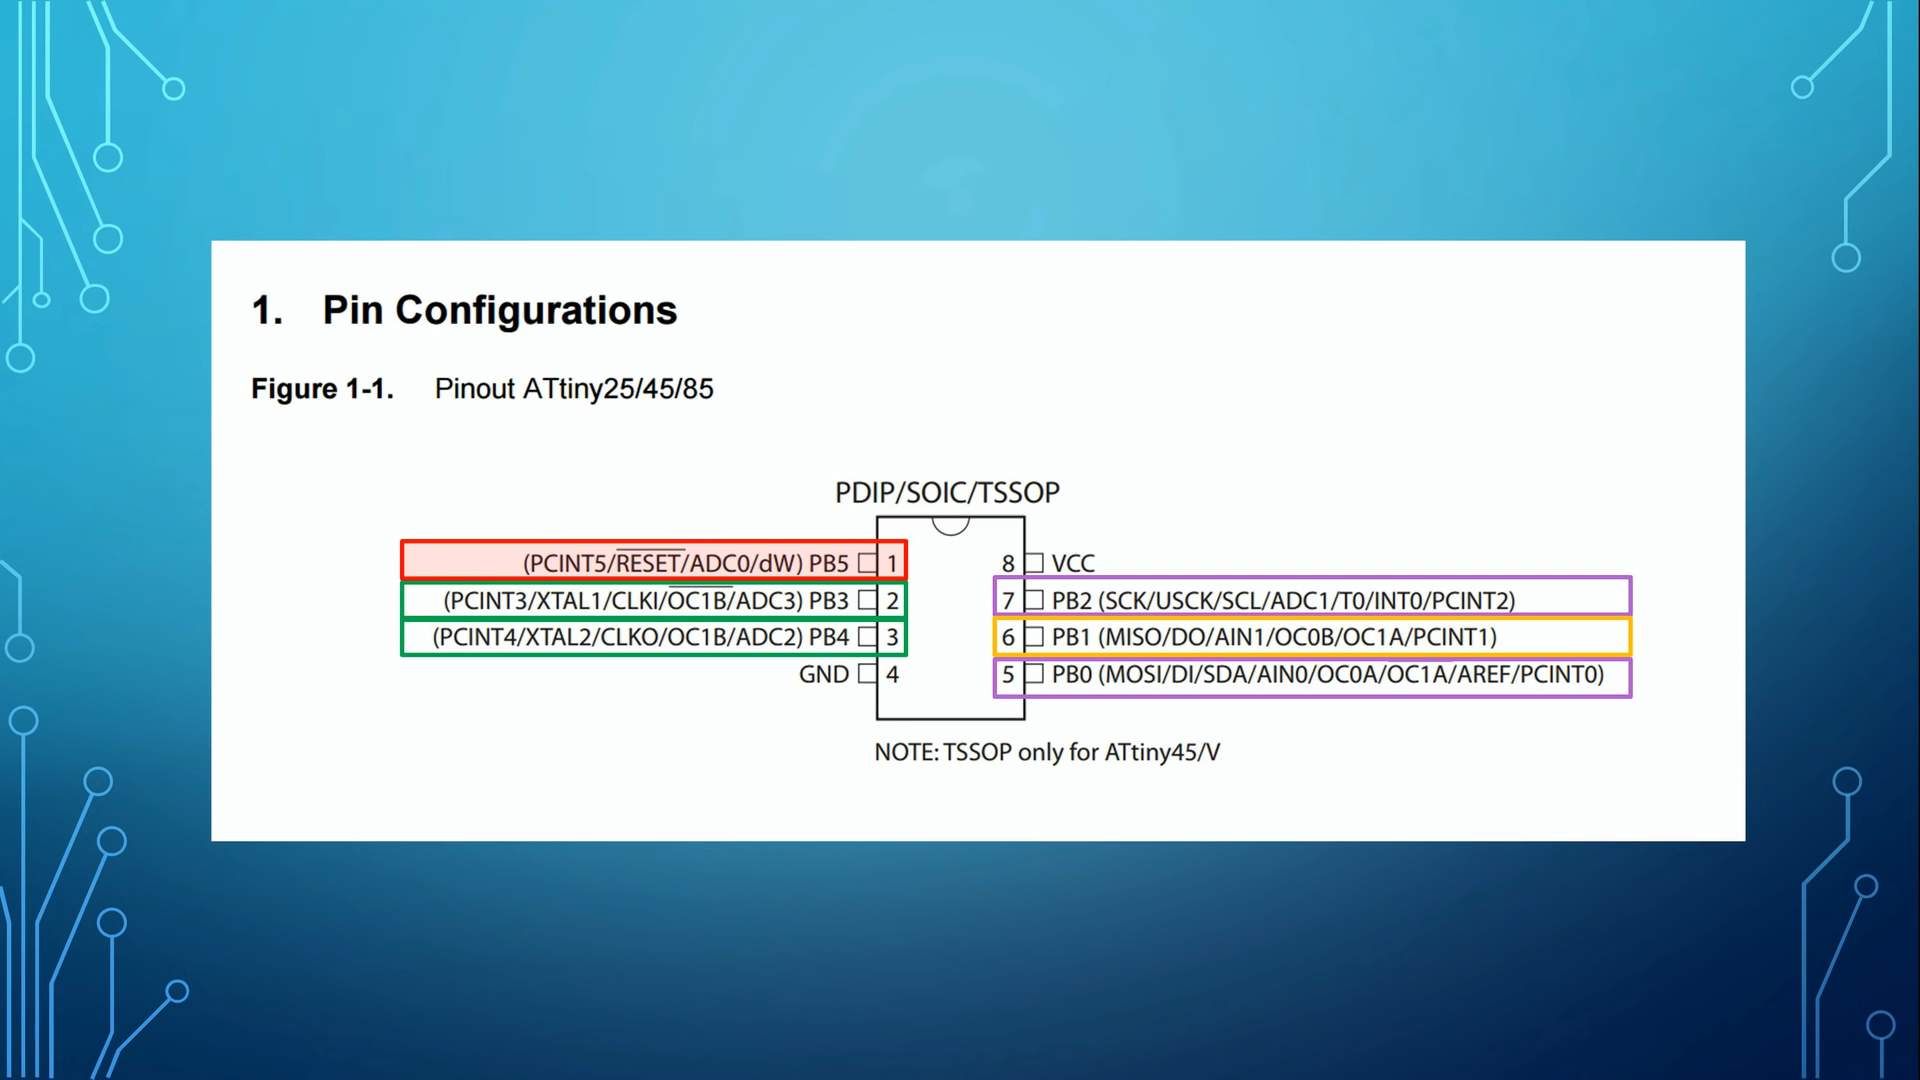 1. Pin Configurations
Figure 1-1. Pinout ATtiny25/45/85
PDIP/SOIC/TSSOP
(PCINT5/RESET/ADC0/dW) PB5 1
8 VCC
(PCINT3/XTAL1/CLKI/OC1B/ADC3) PB3 2
7 PB2 (SCK/USCK/SCL/ADC1/T0/INT0/PCINT2)
(PCINT4/XTAL2/CLKO/OC1B/ADC2) PB4 3
6 PB1 (MISO/DO/AIN1/OC0B/OC1A/PCINT1)
GND 4
5 PB0 (MOSI/DI/SDA/AIN0/OC0A/OC1A/AREF/PCINT0)
NOTE: TSSOP only for ATtiny45/V